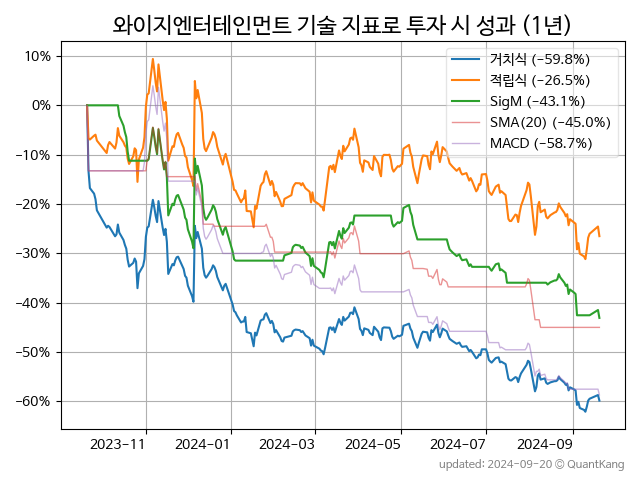 와이지엔터테인먼트 기술 지표로 투자 시 성과 (1년)
거치식 (−59.8%)
적립식 (−26.5%)
SigM (−43.1%)
SMA(20) (−45.0%)
MACD (−58.7%)
10%
0%
−10%
−20%
−30%
−40%
−50%
−60%
2023−11 2024−01 2024−03 2024−05 2024−07 2024−09
updated: 2024-09-20 © QuantKang